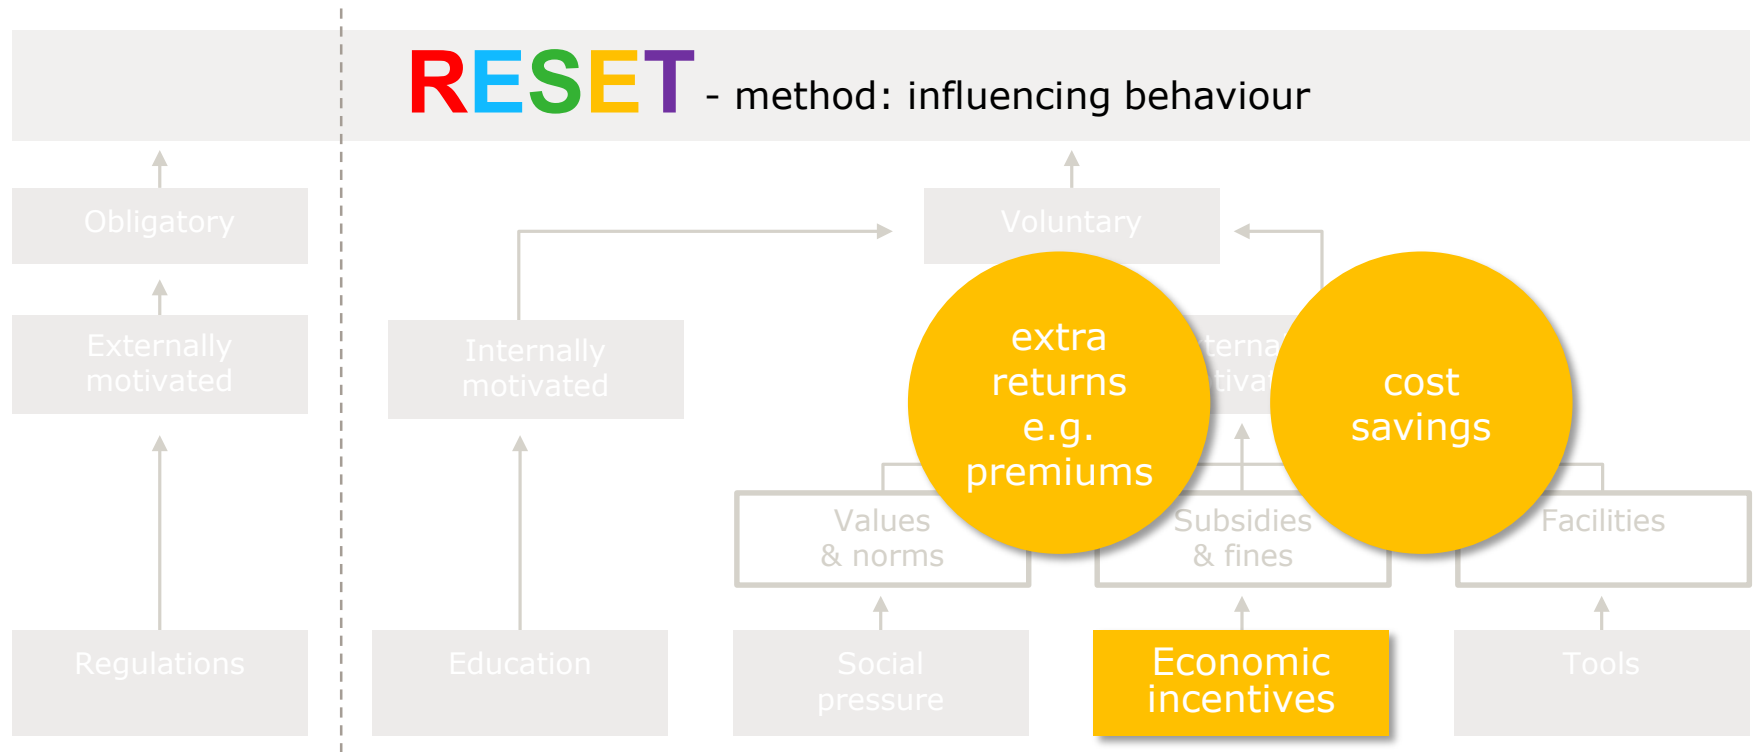 RESET - method: influencing behaviour
Obligatory
Voluntary
Externally
motivated
Internally
motivated
extra
returns
e.g.
premiums
cost
savings
Values
& norms
Subsidies
& fines
Facilities
Regulations
Education
Social
pressure
Economic
incentives
Tools